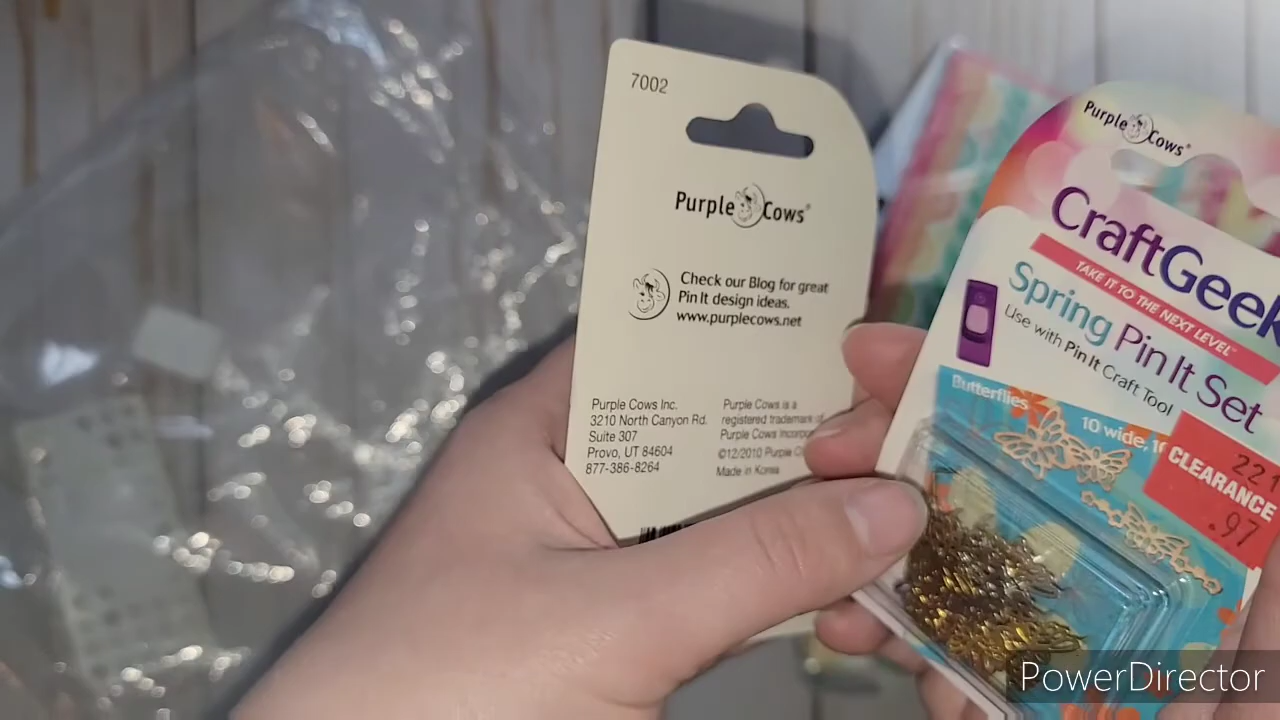 7002
Purple Cows®
Check our Blog for great
Pin It design ideas.
www.purplecows.net
Purple Cows Inc.
3210 North Canyon Rd.
Suite 307
Provo, UT 84604
877-386-8264
Purple Cows is a
registered trademark of
Purple Cows
©12/2010 Purple
Made in Korea
Purple Cows®
CraftGeek
TAKE IT TO THE NEXT LEVEL™
Spring Pin It Set
Use with Pin It Craft Tool
Butterflies
10 wide,
CLEARANCE
221
.97
PowerDirector